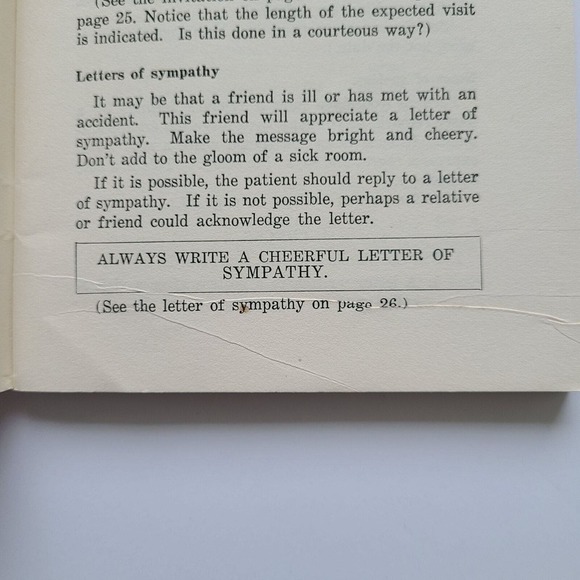 (See the invitation on
page 25. Notice that the length of the expected visit
is indicated. Is this done in a courteous way?)
Letters of sympathy
It may be that a friend is ill or has met with an
accident. This friend will appreciate a letter of
sympathy. Make the message bright and cheery.
Don't add to the gloom of a sick room.
If it is possible, the patient should reply to a letter
of sympathy. If it is not possible, perhaps a relative
or friend could acknowledge the letter.
ALWAYS WRITE A CHEERFUL LETTER OF
SYMPATHY.
(See the letter of sympathy on page 26.)